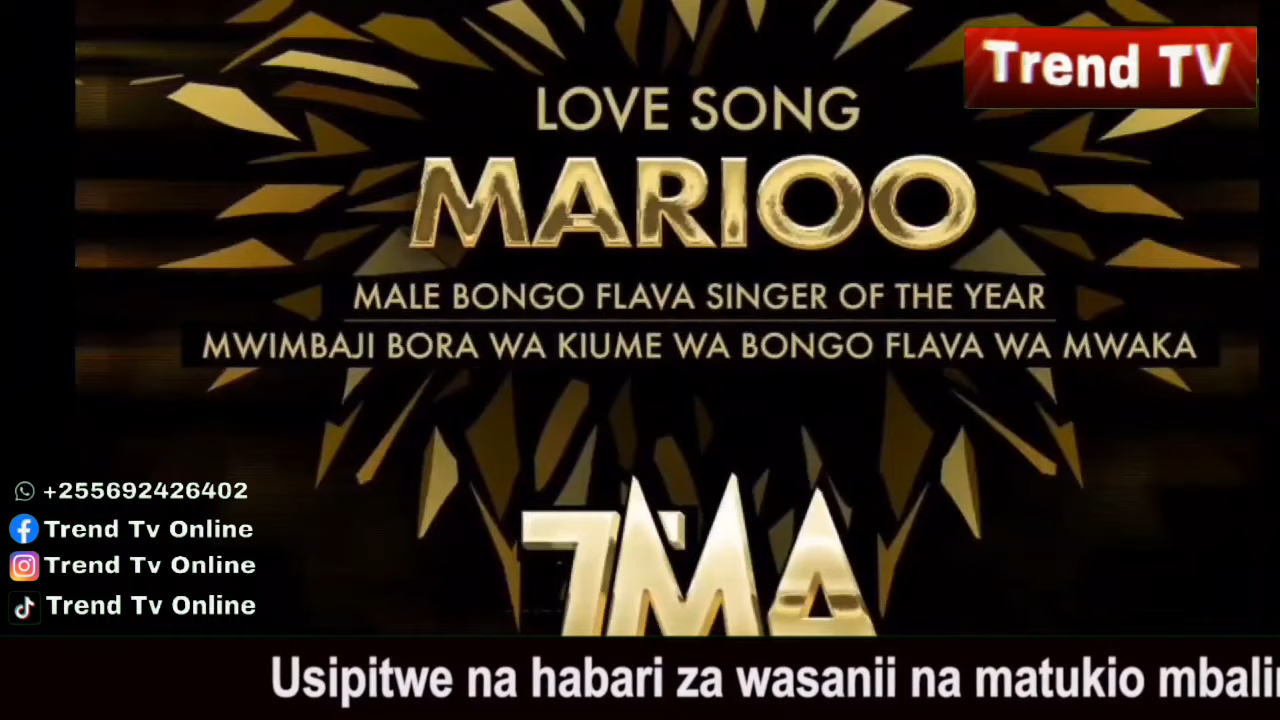 Trend TV
LOVE SONG
MARIOO
MALE BONGO FLAVA SINGER OF THE YEAR
MWIMBAJI BORA WA KIUME WA BONGO FLAVA WA MWAKA
+255692426402
Trend Tv Online
Trend Tv Online
Trend Tv Online
TMA
Usipitwe na habari za wasanii na matukio